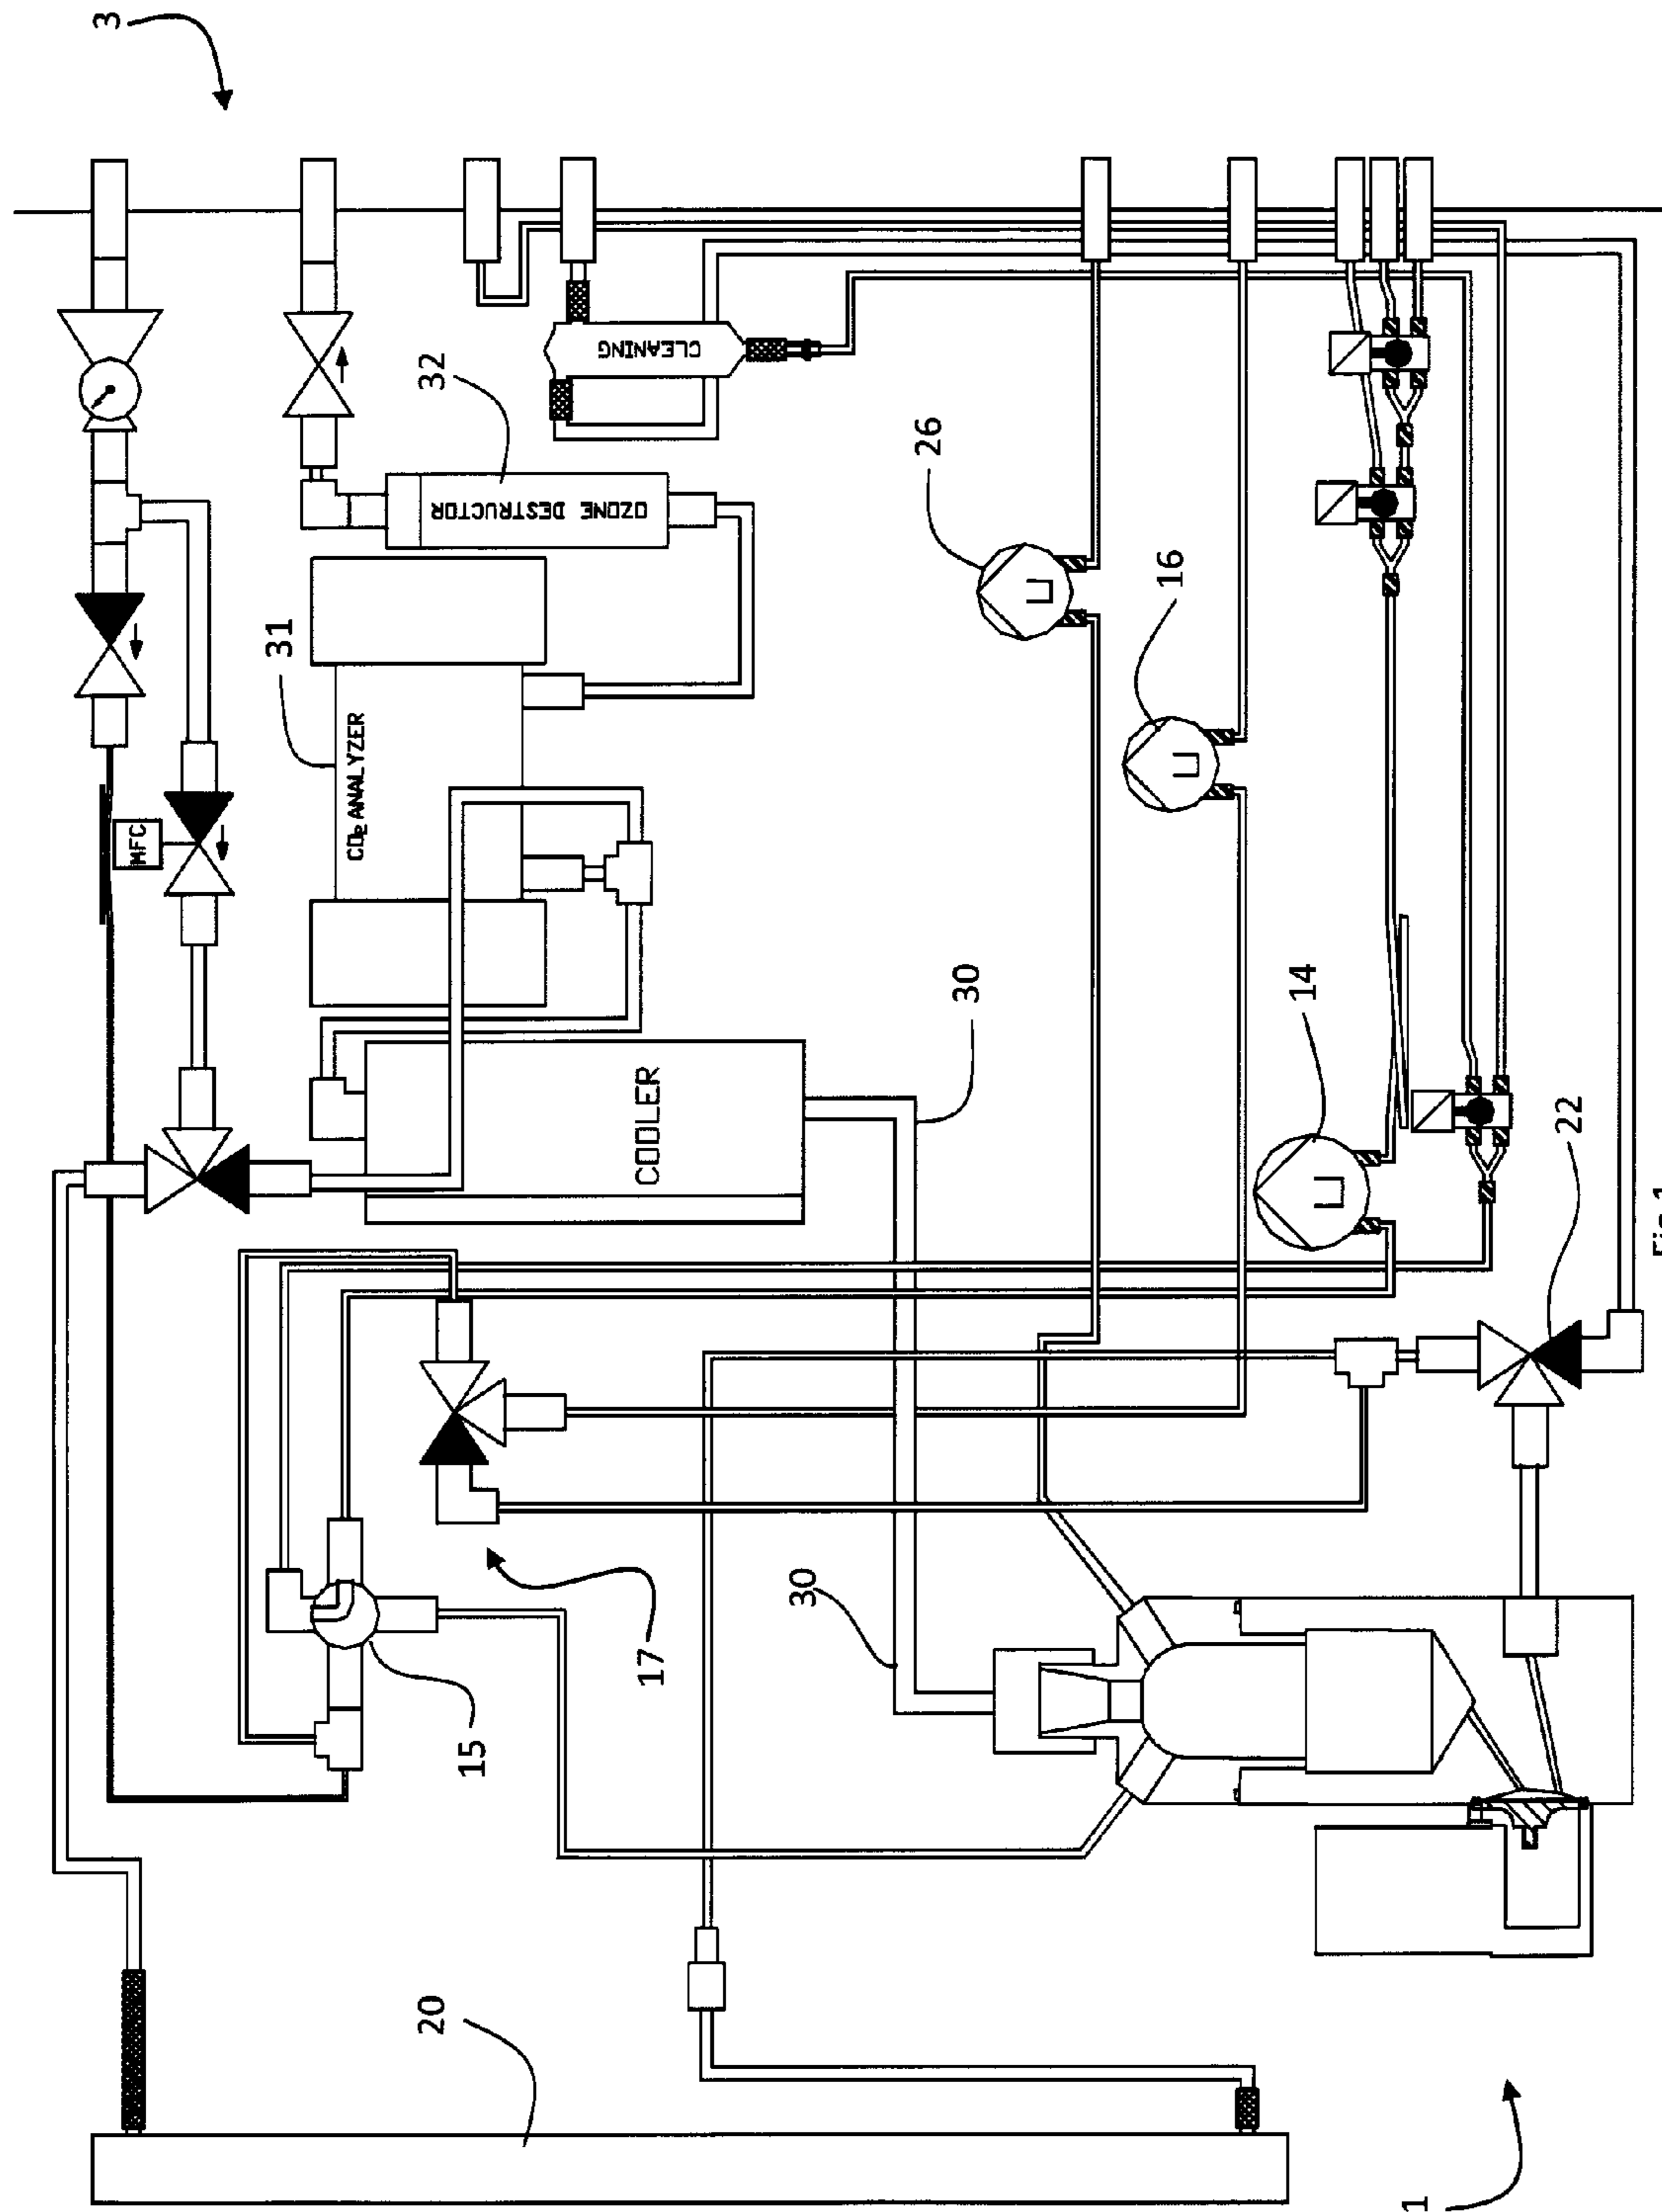 3
MFC
31
CO₂ ANALYZER
32
OZONE DESTRUCTOR
CLEANING
26
16
COOLER
30
14
22
17
15
30
20
1